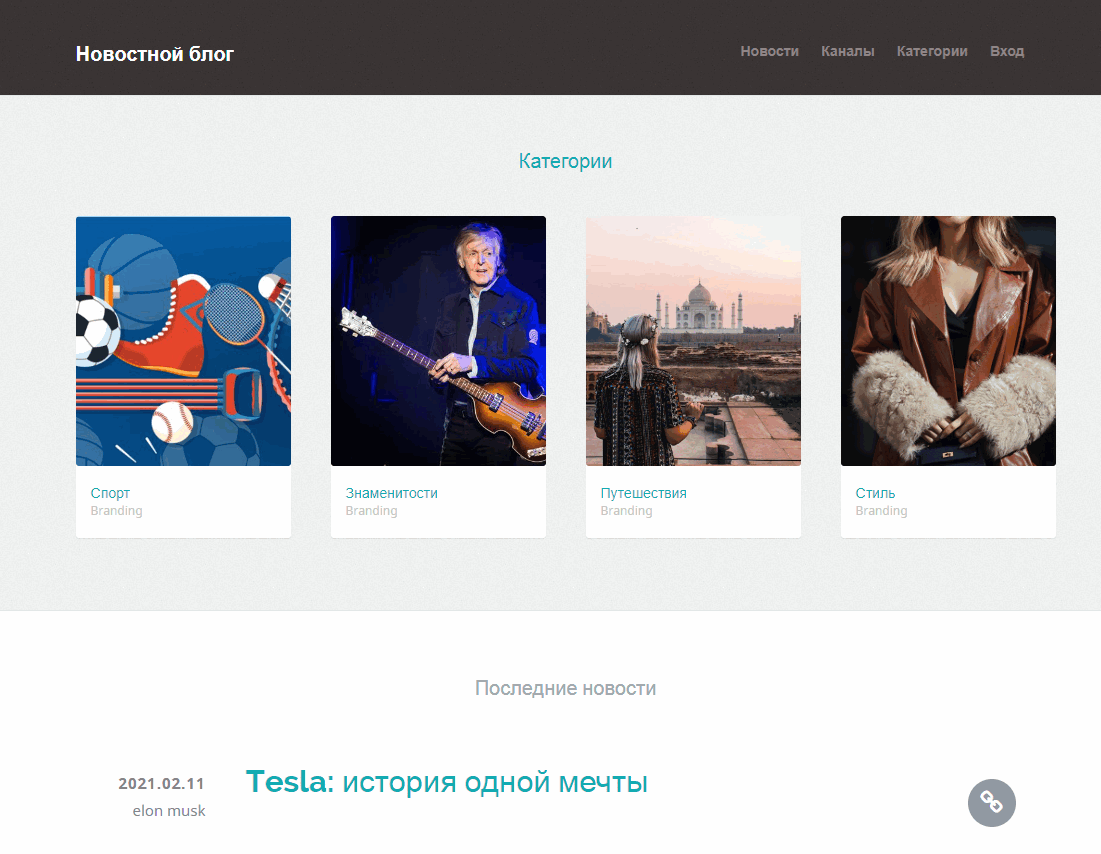 Новостной блог
Новости Каналы Категории Вход
Категории
Спорт
Branding
Знаменитости
Branding
Путешествия
Branding
Стиль
Branding
Последние новости
2021.02.11
elon musk
Tesla: история одной мечты